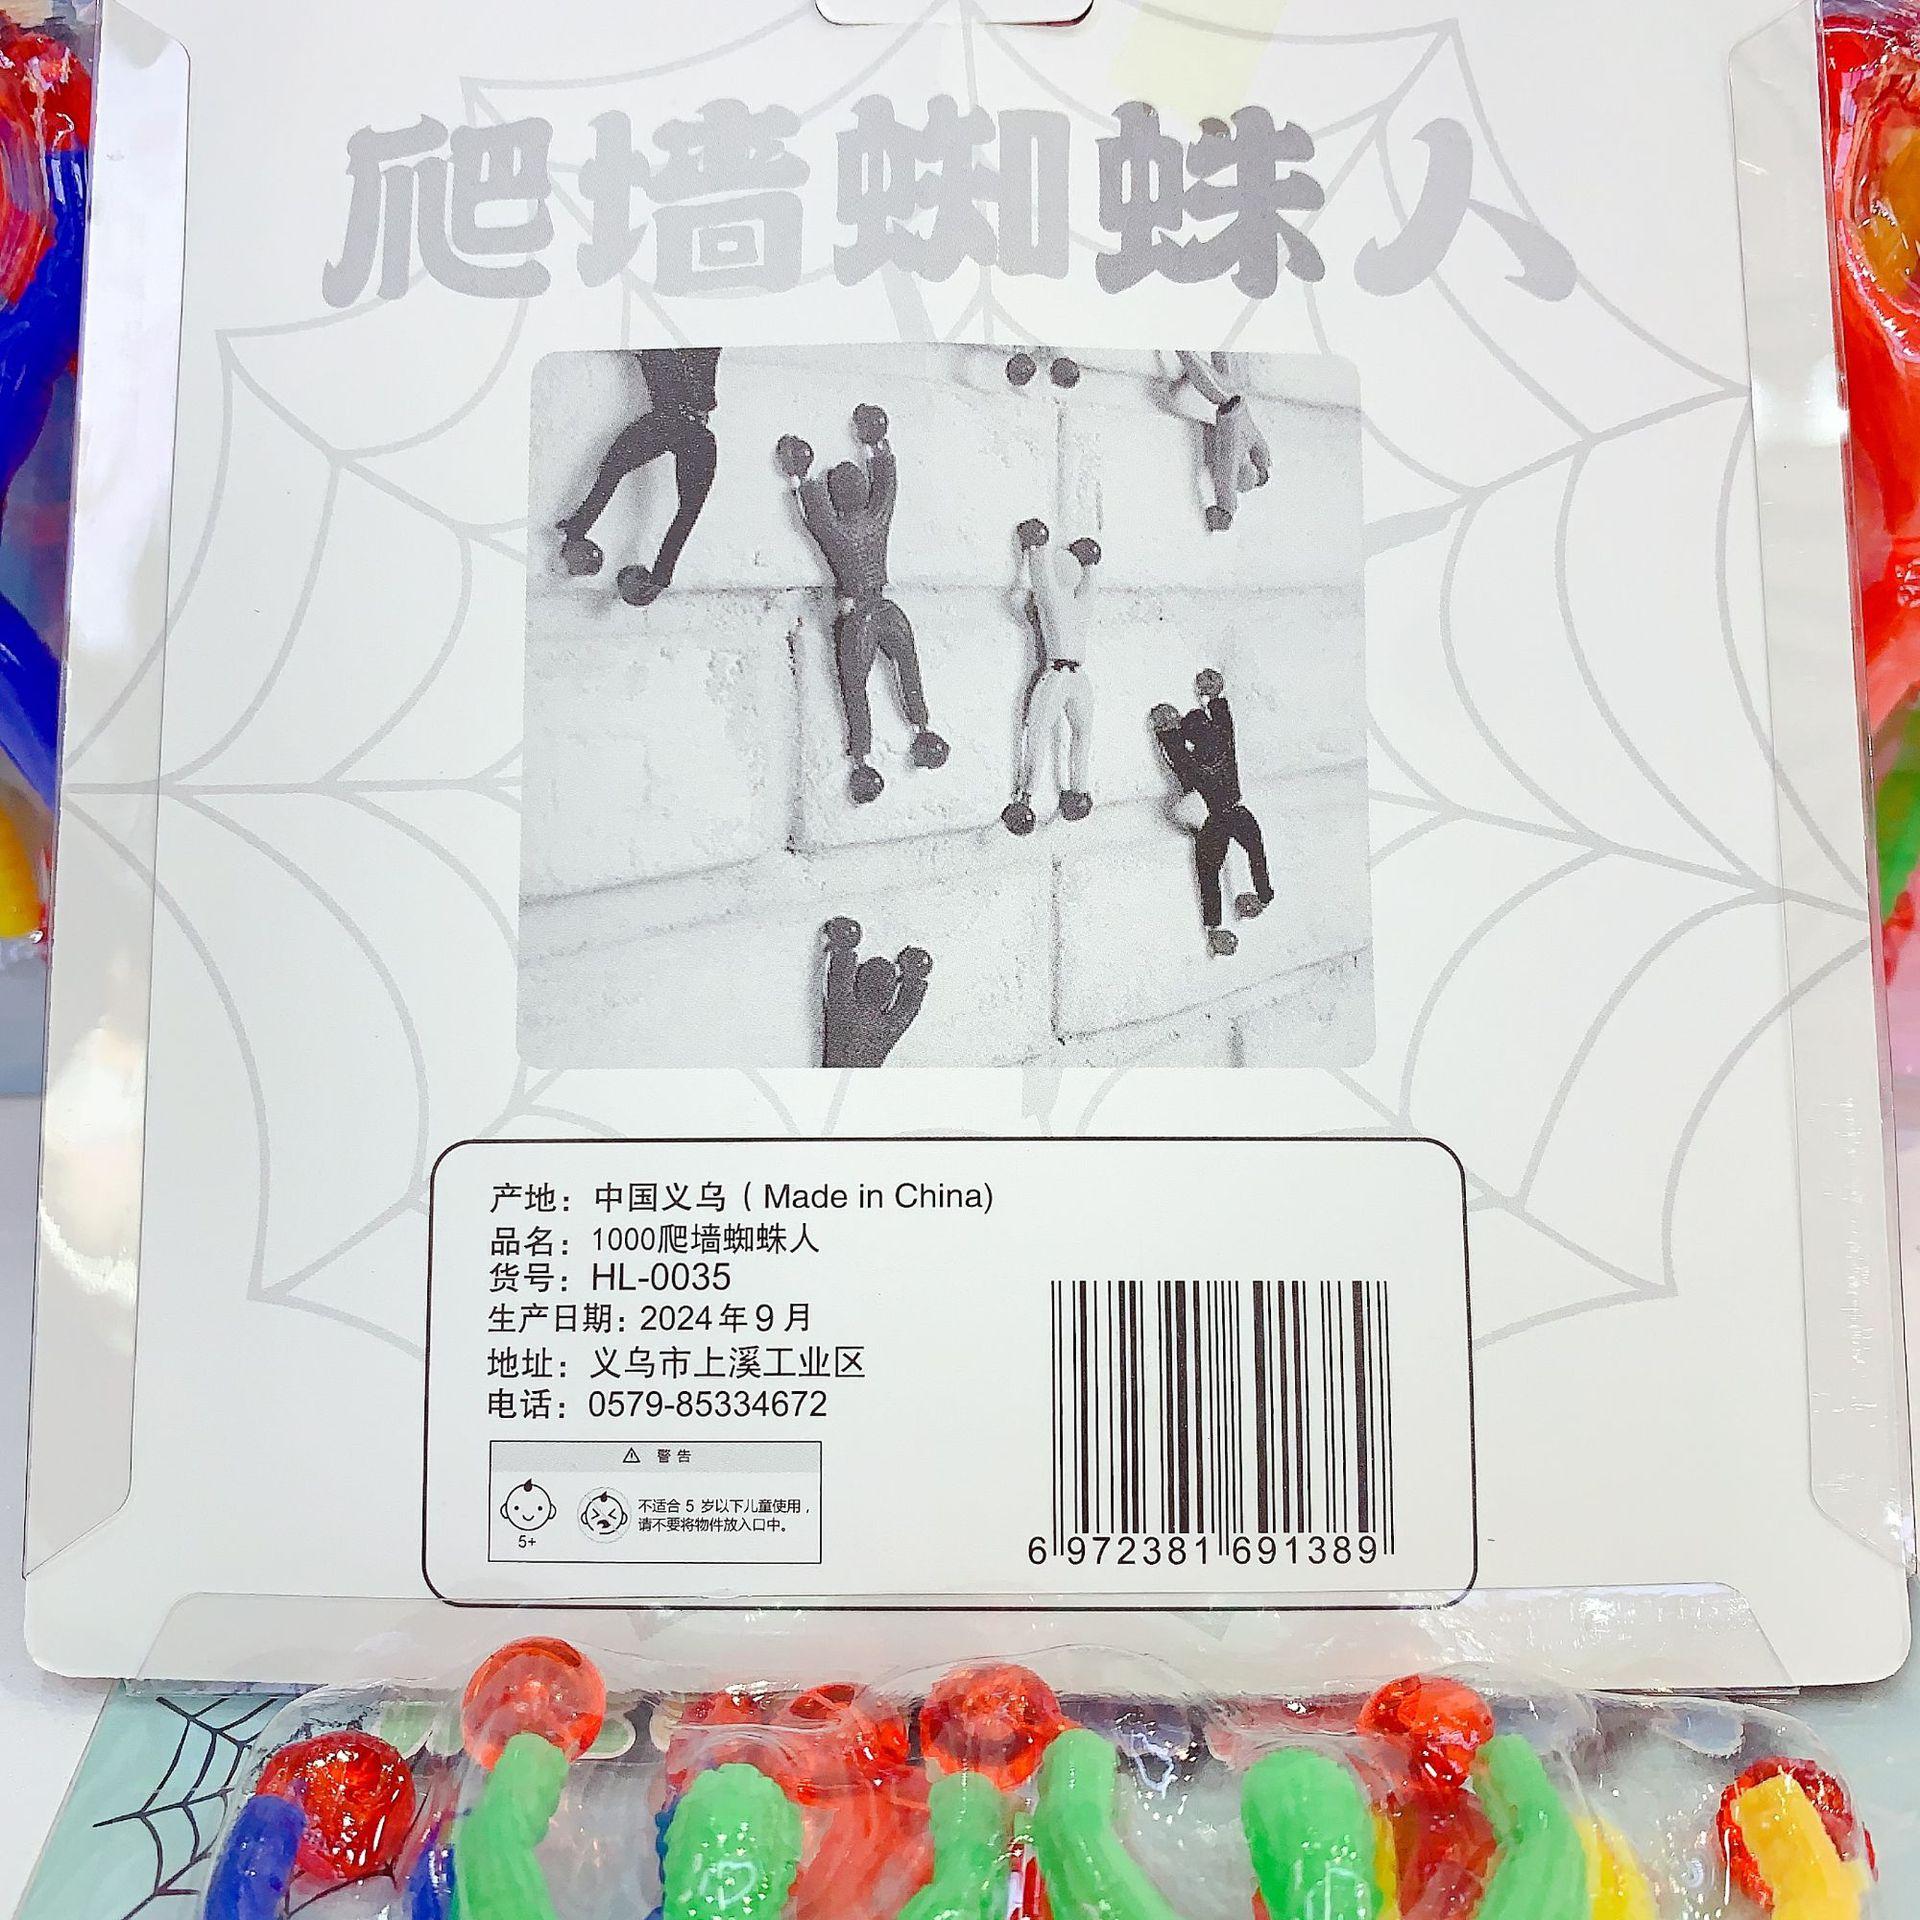 爬墙蜘蛛人
产地：中国义乌（Made in China)
品名：1000爬墙蜘蛛人
货号：HL-0035
生产日期：2024年9月
地址：义乌市上溪工业区
电话：0579-85334672
警告
5+
不适合 5 岁以下儿童使用，
请不要将物件放入口中。
6 972381 691389